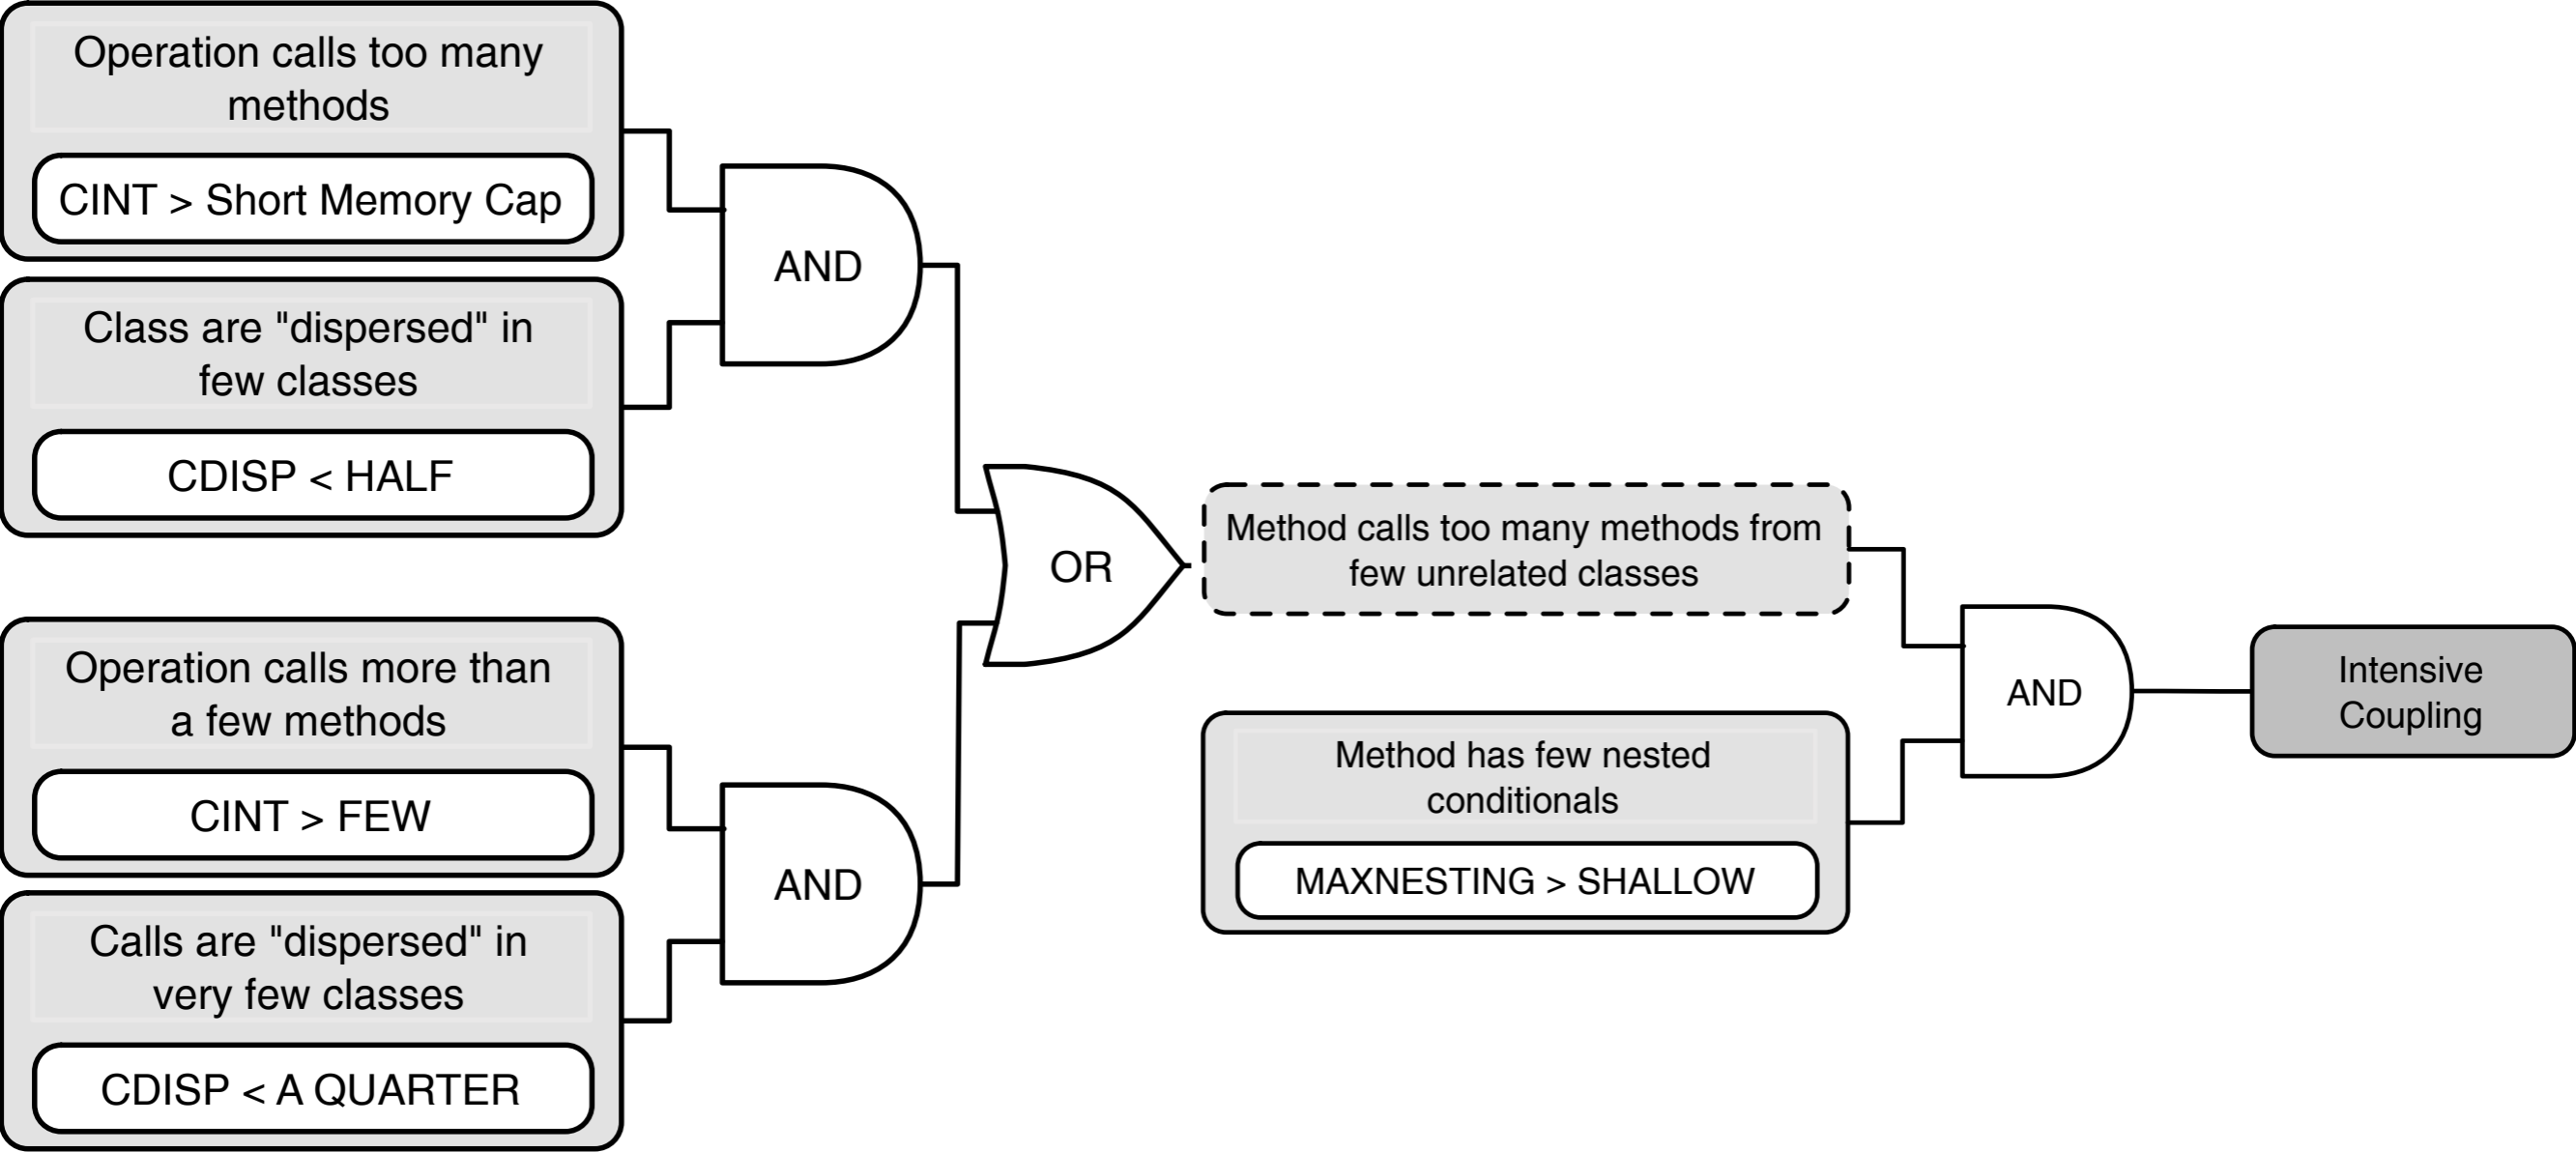 Operation calls too many
methods
CINT > Short Memory Cap
AND
Class are "dispersed" in
few classes
CDISP < HALF
OR
Method calls too many methods from
few unrelated classes
Operation calls more than
a few methods
CINT > FEW
AND
Calls are "dispersed" in
very few classes
CDISP < A QUARTER
Method has few nested
conditionals
MAXNESTING > SHALLOW
AND
Intensive
Coupling